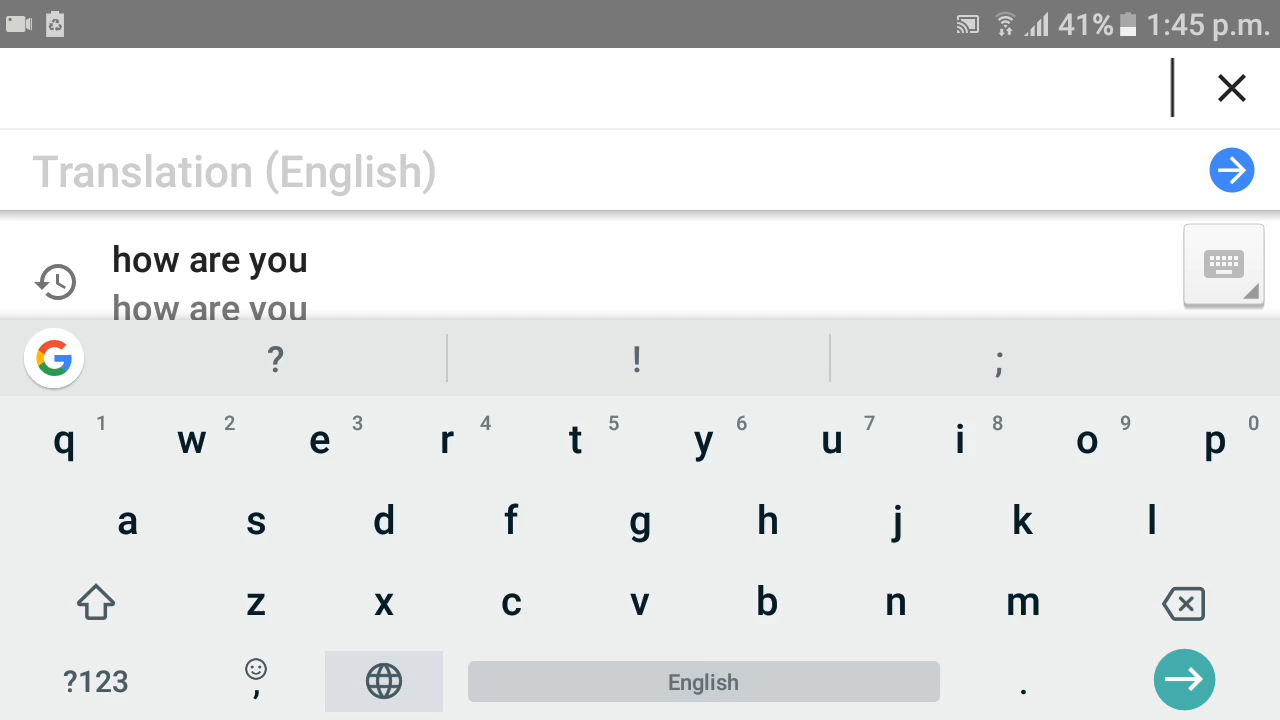 41% 1:45 p.m.
Translation (English)
how are you
how are you
? ! ;
q 1 w 2 e 3 r 4 t 5 y 6 u 7 i 8 o 9 p 0
a s d f g h j k l
z x c v b n m
?123 , English .